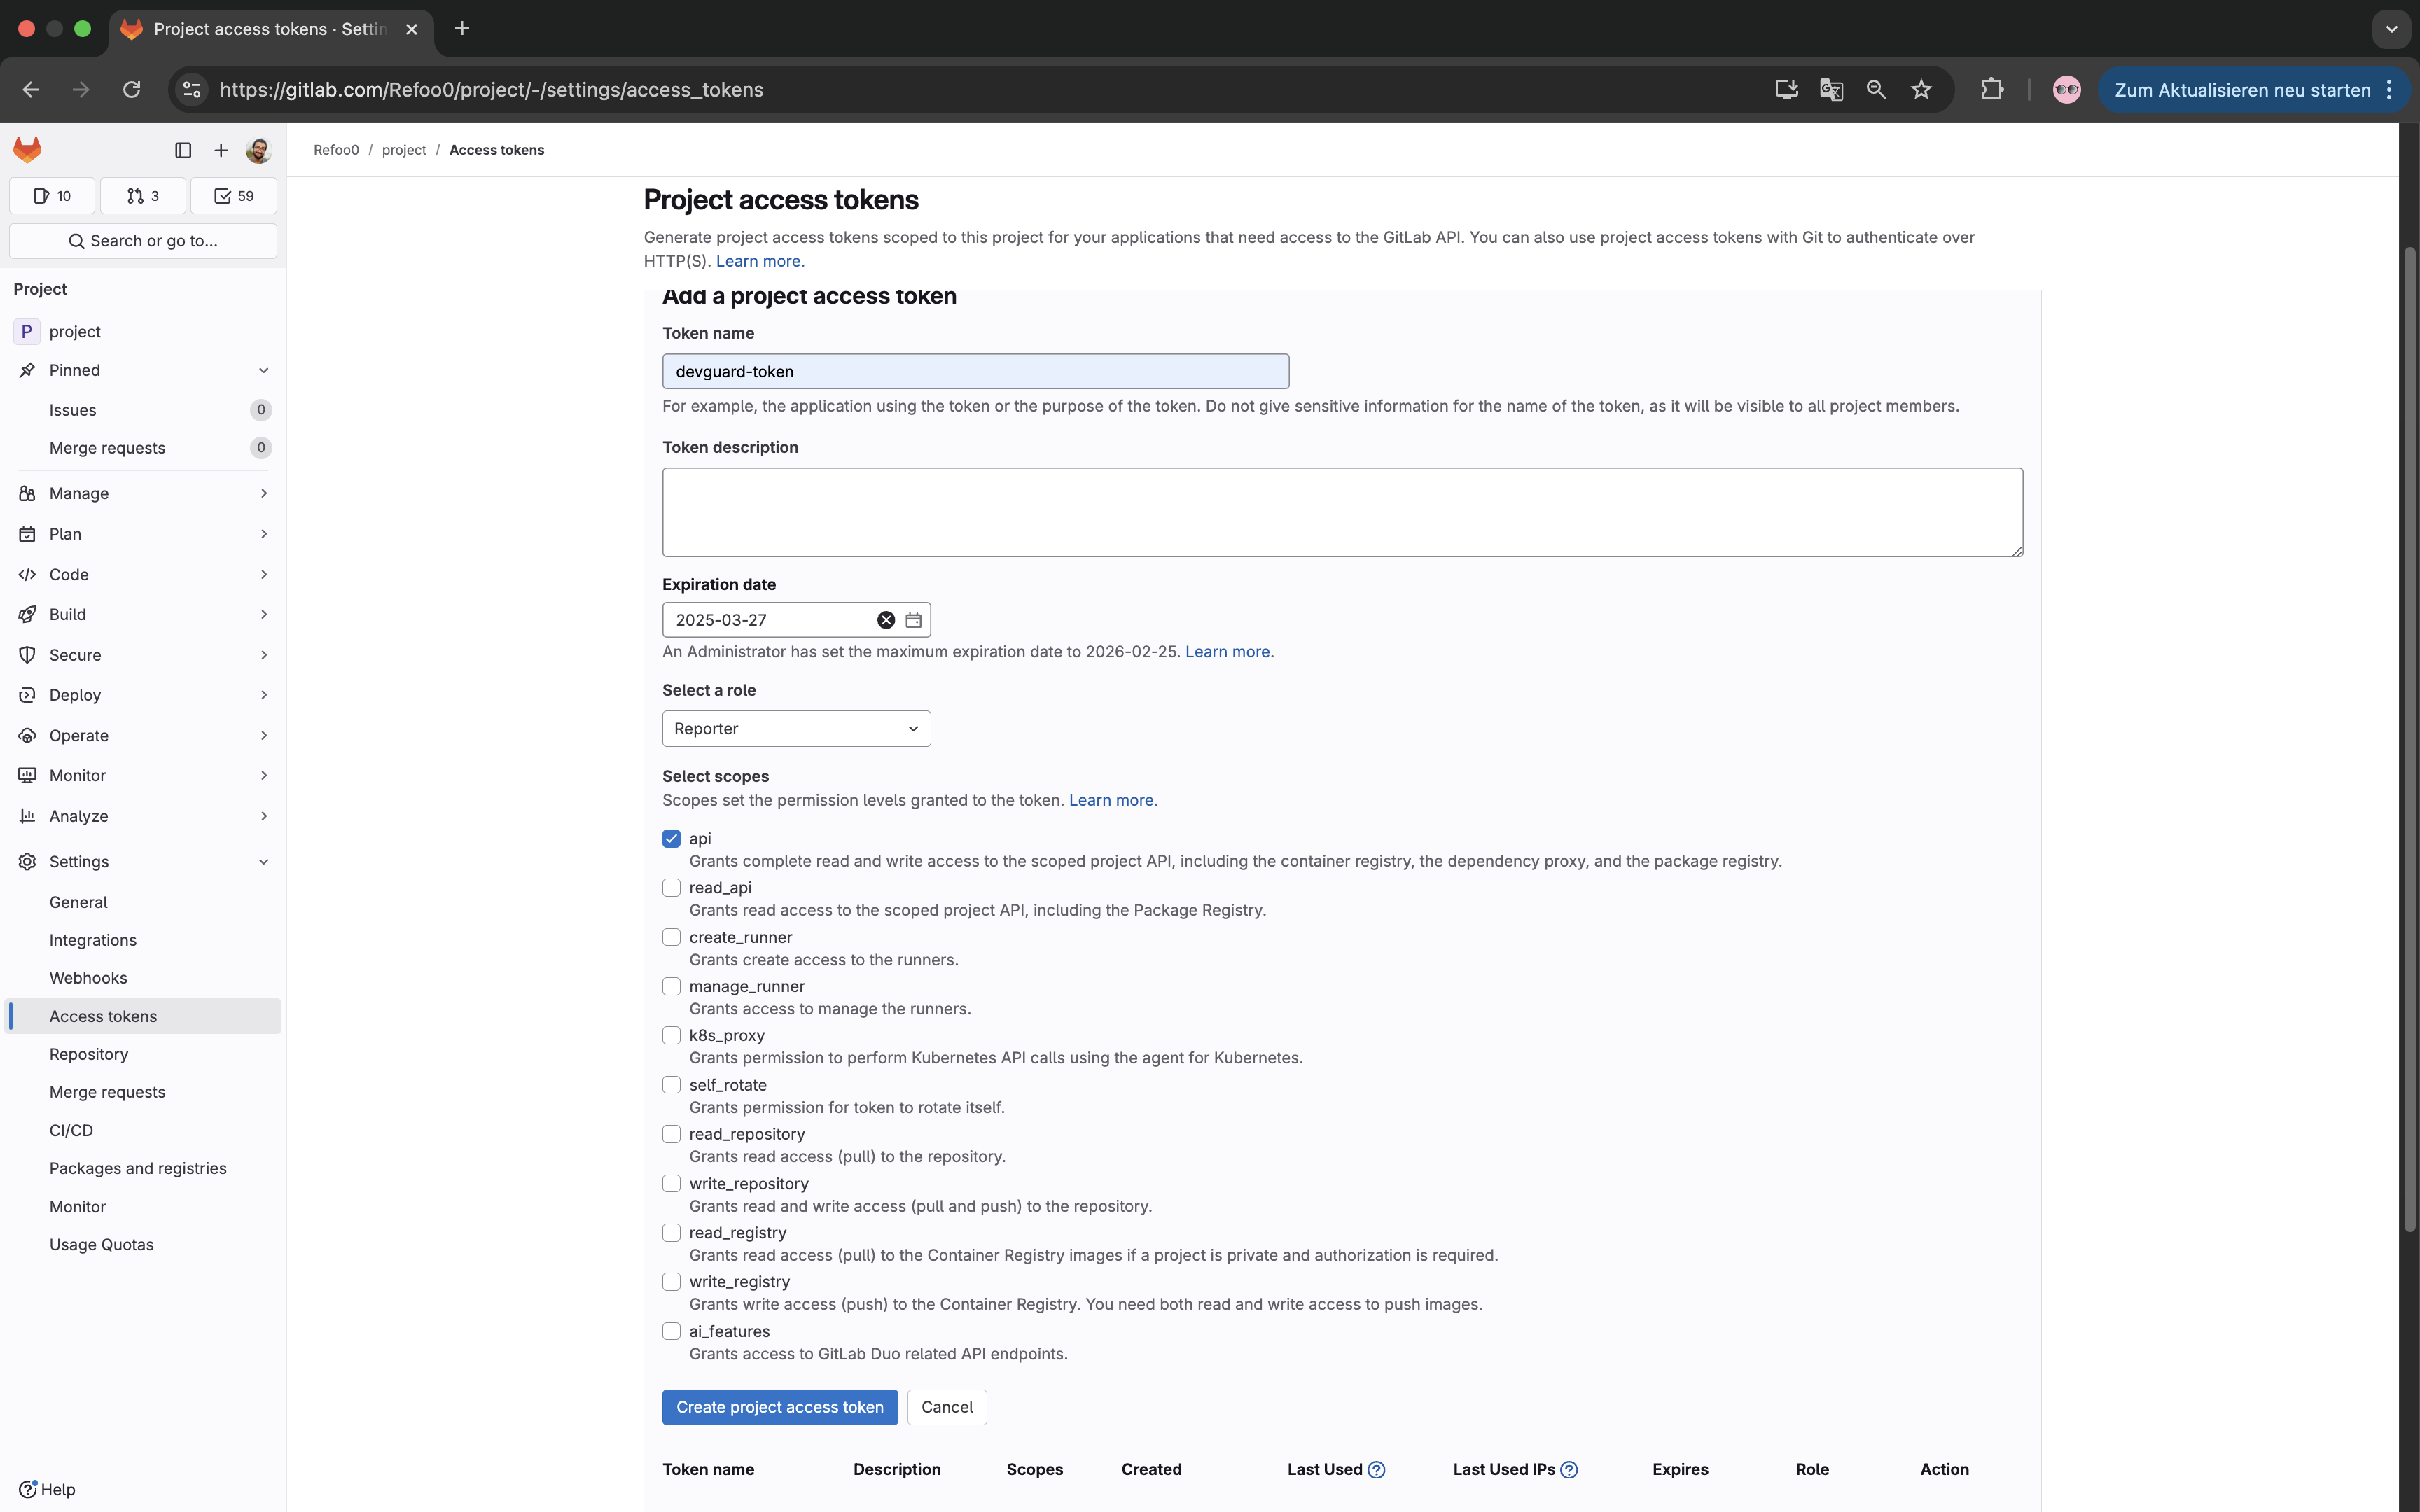 Project access tokens · Settin
https://gitlab.com/Refoo0/project/-/settings/access_tokens
Zum Aktualisieren neu starten
10
3
59
Search or go to...
Project
P project
Pinned
Issues 0
Merge requests 0
Manage
Plan
Code
Build
Secure
Deploy
Operate
Monitor
Analyze
Settings
General
Integrations
Webhooks
Access tokens
Repository
Merge requests
CI/CD
Packages and registries
Monitor
Usage Quotas
Help
Refoo0 / project / Access tokens
Project access tokens
Generate project access tokens scoped to this project for your applications that need access to the GitLab API. You can also use project access tokens with Git to authenticate over
HTTP(S). Learn more.
Add a project access token
Token name
devguard-token
For example, the application using the token or the purpose of the token. Do not give sensitive information for the name of the token, as it will be visible to all project members.
Token description
Expiration date
2025-03-27
An Administrator has set the maximum expiration date to 2026-02-25. Learn more.
Select a role
Reporter
Select scopes
Scopes set the permission levels granted to the token. Learn more.
api
Grants complete read and write access to the scoped project API, including the container registry, the dependency proxy, and the package registry.
read_api
Grants read access to the scoped project API, including the Package Registry.
create_runner
Grants create access to the runners.
manage_runner
Grants access to manage the runners.
k8s_proxy
Grants permission to perform Kubernetes API calls using the agent for Kubernetes.
self_rotate
Grants permission for token to rotate itself.
read_repository
Grants read access (pull) to the repository.
write_repository
Grants read and write access (pull and push) to the repository.
read_registry
Grants read access (pull) to the Container Registry images if a project is private and authorization is required.
write_registry
Grants write access (push) to the Container Registry. You need both read and write access to push images.
ai_features
Grants access to GitLab Duo related API endpoints.
Create project access token Cancel
Token name Description Scopes Created Last Used Last Used IPs Expires Role Action